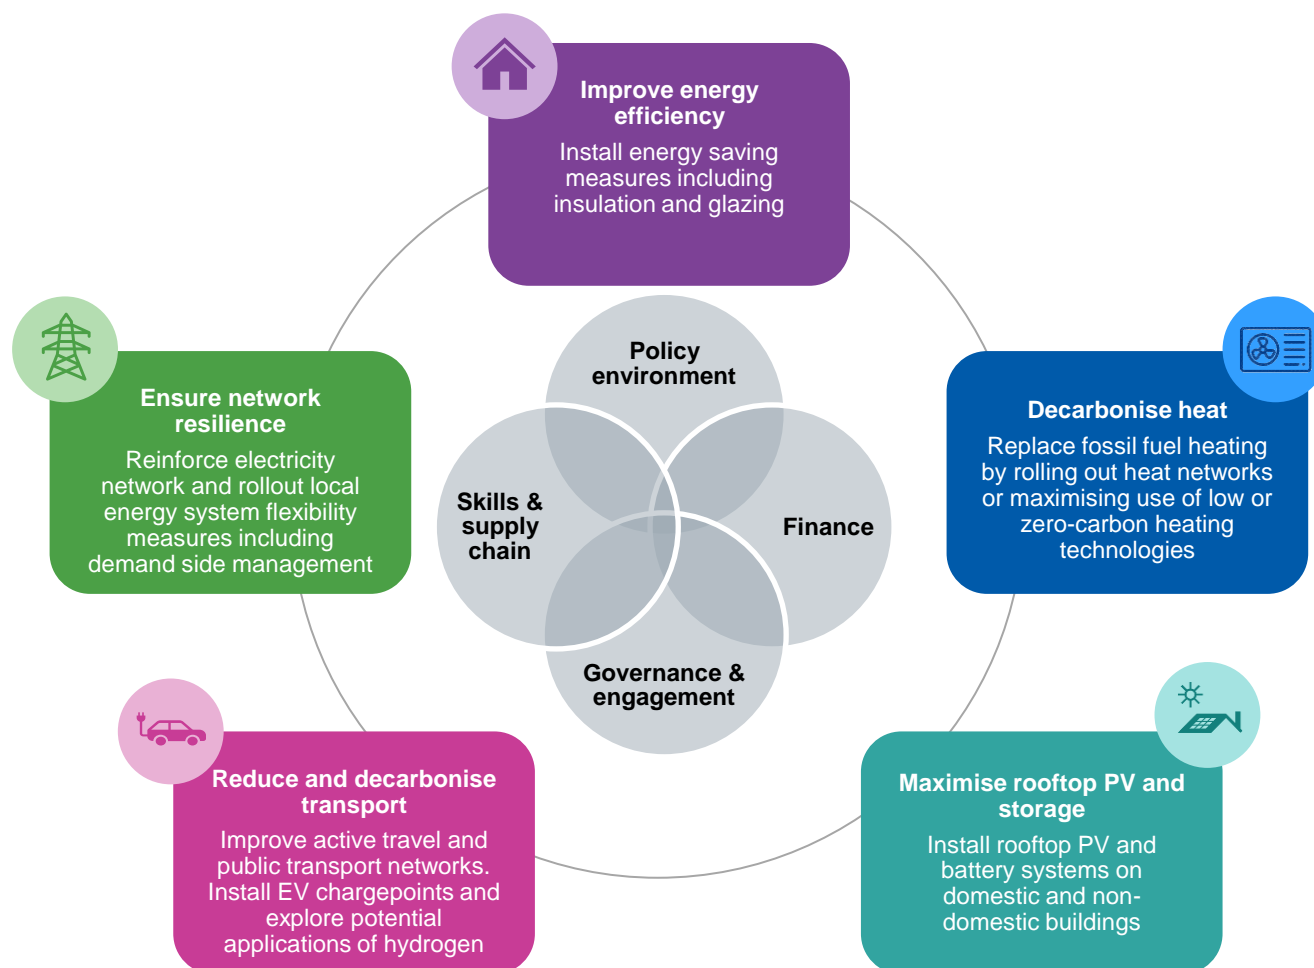 Improve energy
efficiency
Install energy saving
measures including
insulation and glazing
Policy
environment
Ensure network
resilience
Reinforce electricity
network and rollout local
energy system flexibility
measures including
demand side management
Skills &
supply
chain
Finance
Decarbonise heat
Replace fossil fuel heating
by rolling out heat networks
or maximising use of low or
zero-carbon heating
technologies
Governance &
engagement
Reduce and decarbonise
transport
Improve active travel and
public transport networks.
Install EV chargepoints and
explore potential
applications of hydrogen
Maximise rooftop PV and
storage
Install rooftop PV and
battery systems on
domestic and non-
domestic buildings